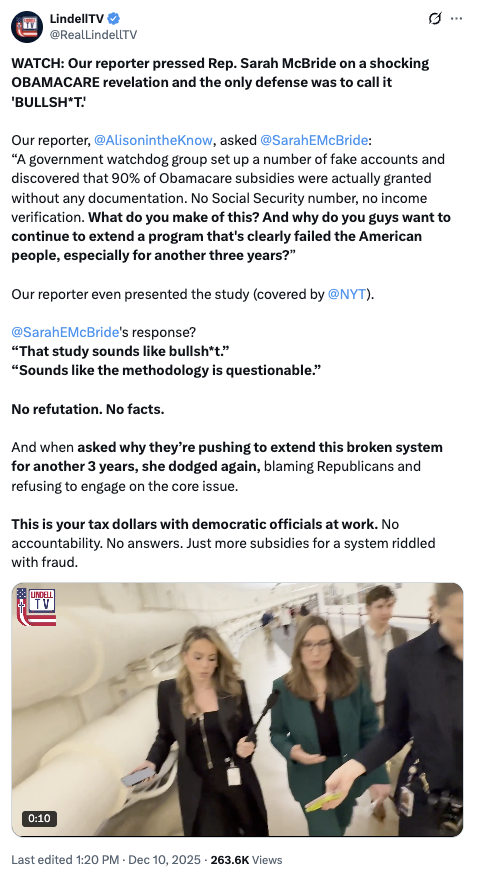 LindellTV
@RealLindellTV
WATCH: Our reporter pressed Rep. Sarah McBride on a shocking
OBAMACARE revelation and the only defense was to call it
'BULLSH*T.'
Our reporter, @AlisonintheKnow, asked @SarahEMcBride:
“A government watchdog group set up a number of fake accounts and
discovered that 90% of Obamacare subsidies were actually granted
without any documentation. No Social Security number, no income
verification. What do you make of this? And why do you guys want to
continue to extend a program that's clearly failed the American
people, especially for another three years?”
Our reporter even presented the study (covered by @NYT).
@SarahEMcBride's response?
“That study sounds like bullsh*t.”
“Sounds like the methodology is questionable.”
No refutation. No facts.
And when asked why they’re pushing to extend this broken system
for another 3 years, she dodged again, blaming Republicans and
refusing to engage on the core issue.
This is your tax dollars with democratic officials at work. No
accountability. No answers. Just more subsidies for a system riddled
with fraud.
LINDELL
TV
0:10
Last edited 1:20 PM · Dec 10, 2025 · 263.6K Views